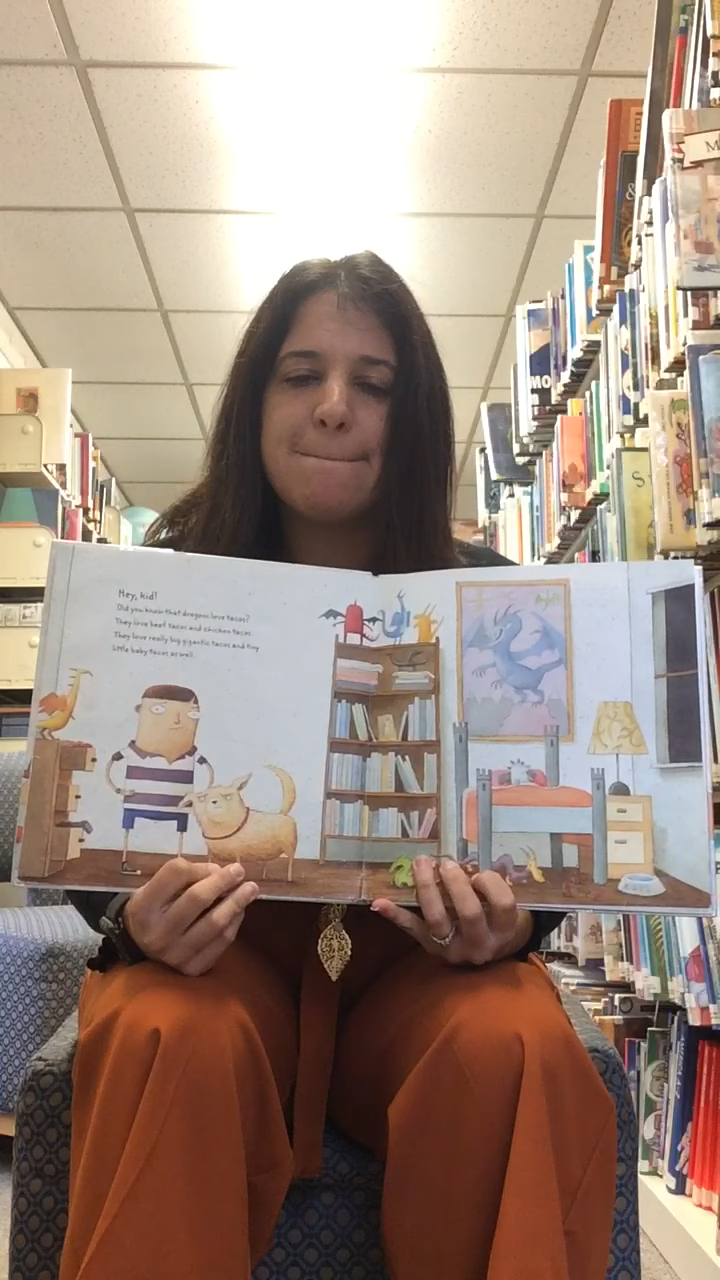 Hey, kid!
Did you know that dragons love tacos?
They love beef tacos and chicken tacos.
They love really big gigantic tacos and tiny
little baby tacos as well.